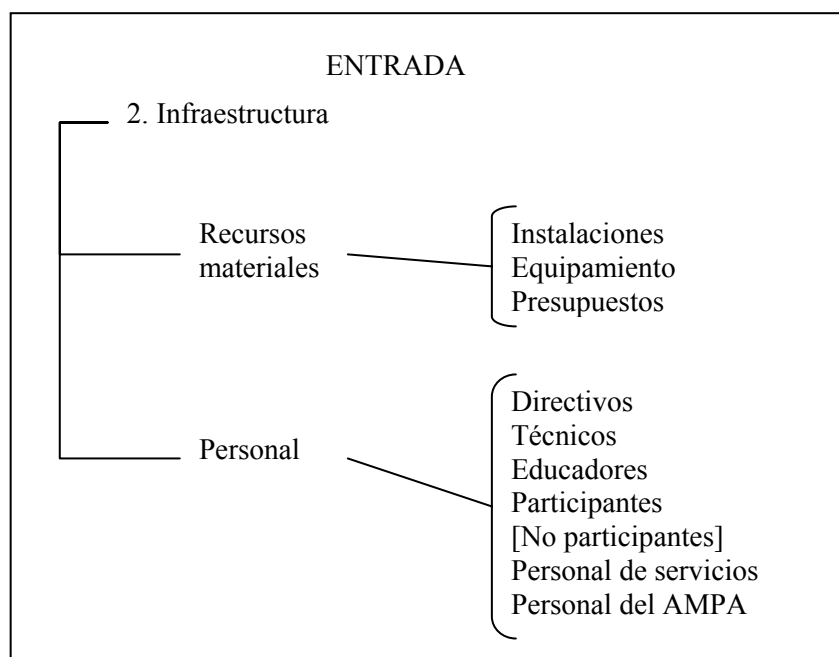 ENTRADA
2. Infraestructura
Recursos
materiales
Instalaciones
Equipamiento
Presupuestos
Personal
Directivos
Técnicos
Educadores
Participantes
[No participantes]
Personal de servicios
Personal del AMPA